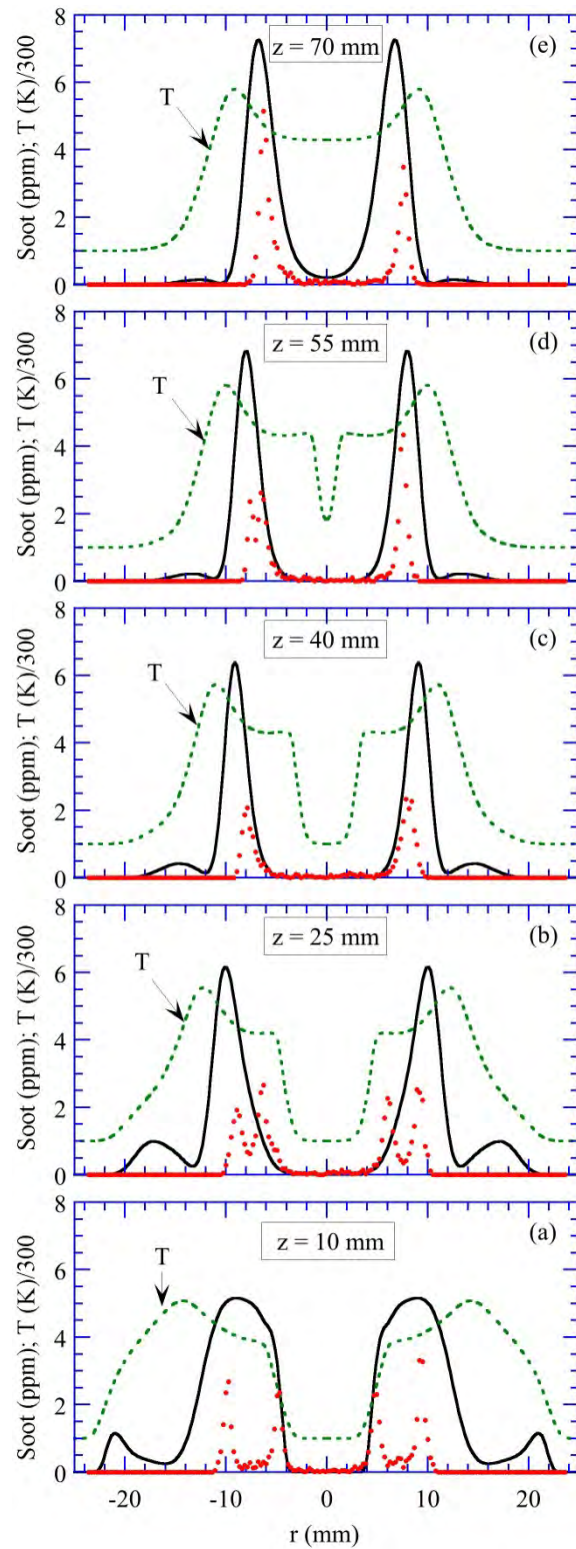 8
6
4
2
0
Soot (ppm); T (K)/300
z = 70 mm
(e)
T
8
6
4
2
0
Soot (ppm); T (K)/300
z = 55 mm
(d)
T
8
6
4
2
0
Soot (ppm); T (K)/300
z = 40 mm
(c)
T
8
6
4
2
0
Soot (ppm); T (K)/300
z = 25 mm
(b)
T
8
6
4
2
0
Soot (ppm); T (K)/300
z = 10 mm
(a)
T
-20 -10 0 10 20
r (mm)